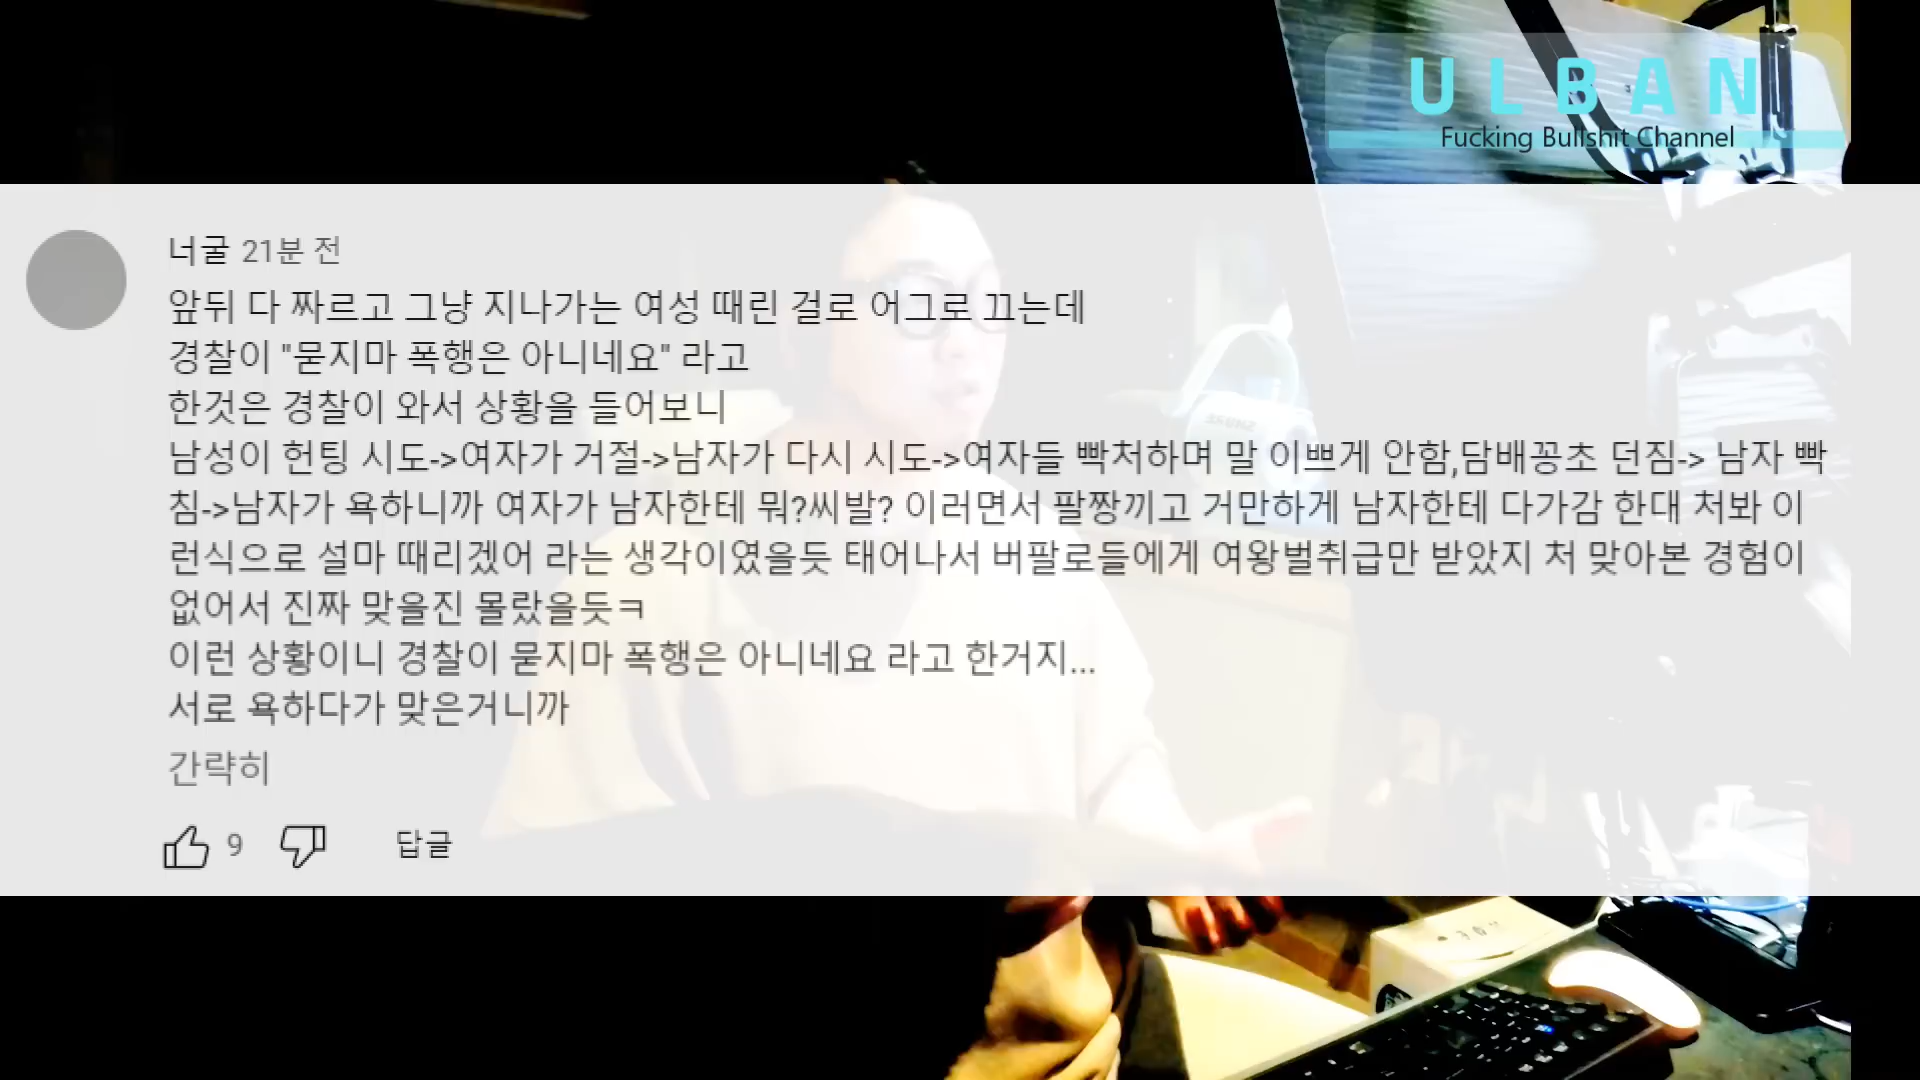 ULBAN
Fucking Bullshit Channel
너굴 21분 전
앞뒤 다 짜르고 그냥 지나가는 여성 때린 걸로 어그로 끄는데
경찰이 "묻지마 폭행은 아니네요" 라고
한것은 경찰이 와서 상황을 들어보니
남성이 헌팅 시도->여자가 거절->남자가 다시 시도->여자들 빡처하며 말 이쁘게 안함,담배꽁초 던짐-> 남자 빡
침->남자가 욕하니까 여자가 남자한테 뭐?씨발? 이러면서 팔짱끼고 거만하게 남자한테 다가감 한대 처봐 이
런식으로 설마 때리겠어 라는 생각이였을듯 태어나서 버팔로들에게 여왕벌취급만 받았지 처 맞아본 경험이
없어서 진짜 맞을진 몰랐을듯ㅋ
이런 상황이니 경찰이 묻지마 폭행은 아니네요 라고 한거지...
서로 욕하다가 맞은거니까
간략히
9 답글